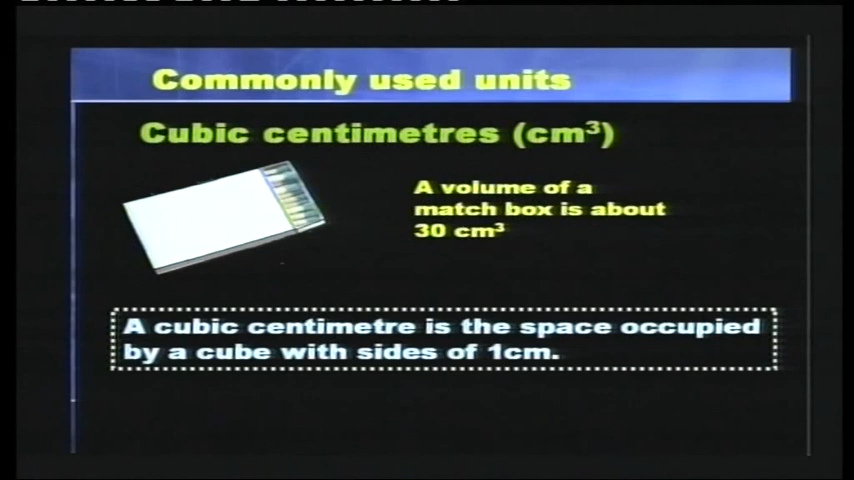 Commonly used units
Cubic centimetres (cm³)
A volume of a
match box is about
30 cm³
A cubic centimetre is the space occupied
by a cube with sides of 1cm.